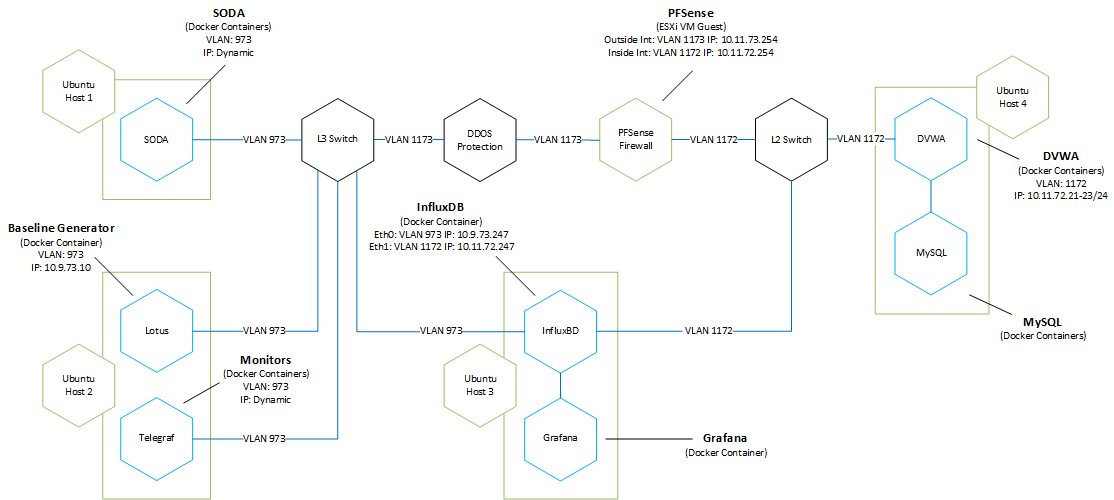 SODA
(Docker Containers)
VLAN: 973
IP: Dynamic
PFSense
(ESXi VM Guest)
Outside Int: VLAN 1173 IP: 10.11.73.254
Inside Int: VLAN 1172 IP: 10.11.72.254
Ubuntu
Host 1
Ubuntu
Host 4
SODA
VLAN 973
L3 Switch
VLAN 1173
DDOS
Protection
VLAN 1173
PFSense
Firewall
VLAN 1172
L2 Switch
VLAN 1172
DVWA
DVWA
(Docker Containers)
VLAN: 1172
IP: 10.11.72.21-23/24
InfluxDB
(Docker Container)
Eth0: VLAN 973 IP: 10.9.73.247
Eth1: VLAN 1172 IP: 10.11.72.247
Baseline Generator
(Docker Container)
VLAN: 973
IP: 10.9.73.10
MySQL
MySQL
(Docker Containers)
Lotus
VLAN 973
VLAN 973
InfluxBD
VLAN 1172
Monitors
(Docker Containers)
VLAN: 973
IP: Dynamic
Ubuntu
Host 2
Ubuntu
Host 3
Telegraf
VLAN 973
Grafana
Grafana
(Docker Container)